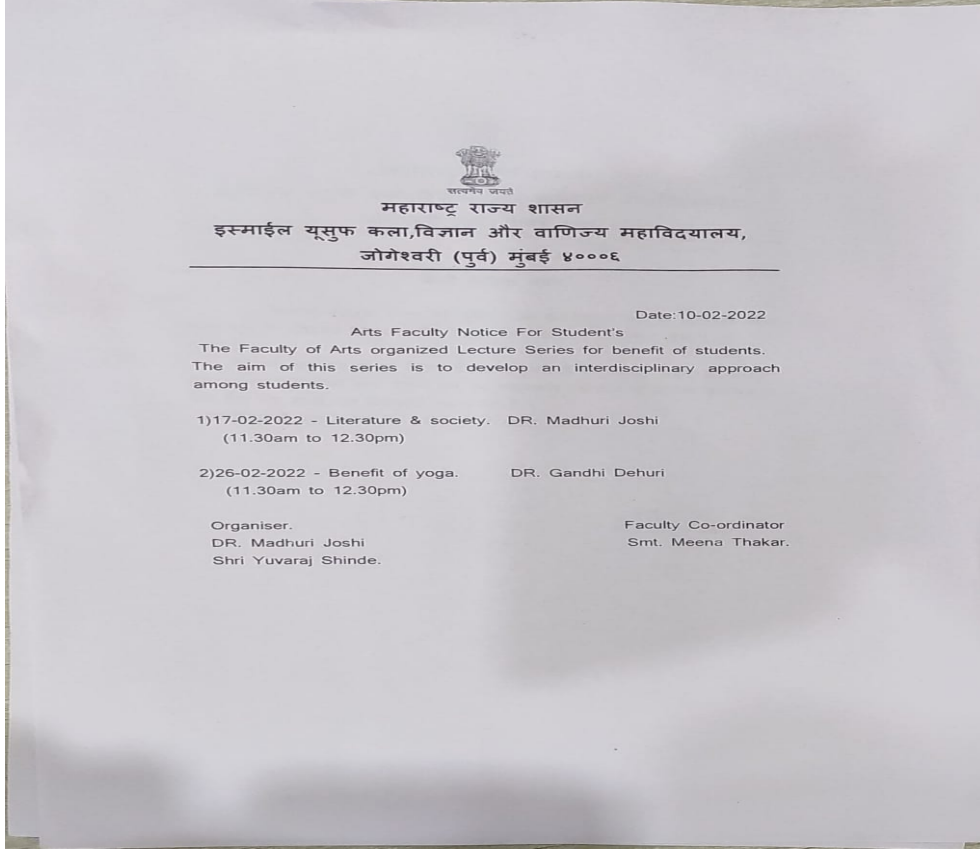 सत्यमेव जयते
महाराष्ट्र राज्य शासन
इस्माईल यूसुफ कला,विज्ञान और वाणिज्य महाविदयालय,
जोगेश्वरी (पुर्व) मुंबई ४०००६
Date:10-02-2022
Arts Faculty Notice For Student's
The Faculty of Arts organized Lecture Series for benefit of students.
The aim of this series is to develop an interdisciplinary approach
among students.
1)17-02-2022 - Literature & society. DR. Madhuri Joshi
(11.30am to 12.30pm)
2)26-02-2022 - Benefit of yoga. DR. Gandhi Dehuri
(11.30am to 12.30pm)
Organiser. Faculty Co-ordinator
DR. Madhuri Joshi Smt. Meena Thakar.
Shri Yuvaraj Shinde.